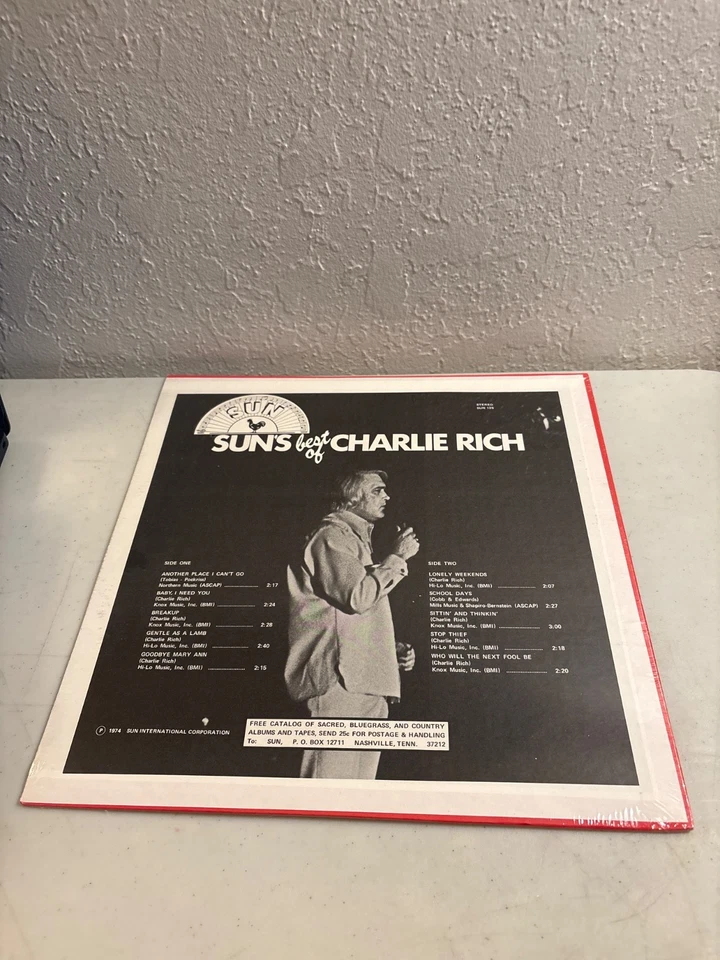 SUN
STEREO
SUN'S best of CHARLIE RICH
SIDE ONE
ANOTHER PLACE I CAN'T GO
Northern Music (ASCAP) 2:17
BABY, I NEED YOU
(Charlie Rich)
Knox Music, Inc. (BMI) 2:24
BREAKUP
(Charlie Rich)
Knox Music, Inc. (BMI) 2:28
GENTLE AS A LAMB
(Charlie Rich)
Hi-Lo Music, Inc. (BMI) 2:40
GOODBYE MARY ANN
(Charlie Rich)
Hi-Lo Music, Inc. (BMI) 2:15
SIDE TWO
LONELY WEEKENDS
(Charlie Rich)
Hi-Lo Music, Inc. (BMI) 2:07
SCHOOL DAYS
(Cobb & Edwards)
Mills Music & Shapiro-Bernstein (ASCAP) 2:27
SITTIN' AND THINKIN'
(Charlie Rich)
Knox Music, Inc. (BMI) 3:00
STOP THIEF
(Charlie Rich)
Hi-Lo Music, Inc. (BMI) 2:18
WHO WILL THE NEXT FOOL BE
(Charlie Rich)
Knox Music, Inc. (BMI) 2:20
℗ 1974 SUN INTERNATIONAL CORPORATION
FREE CATALOG OF SACRED, BLUEGRASS, AND COUNTRY
ALBUMS AND TAPES, SEND 25c FOR POSTAGE & HANDLING
To: SUN, P. O. BOX 12711 NASHVILLE, TENN. 37212